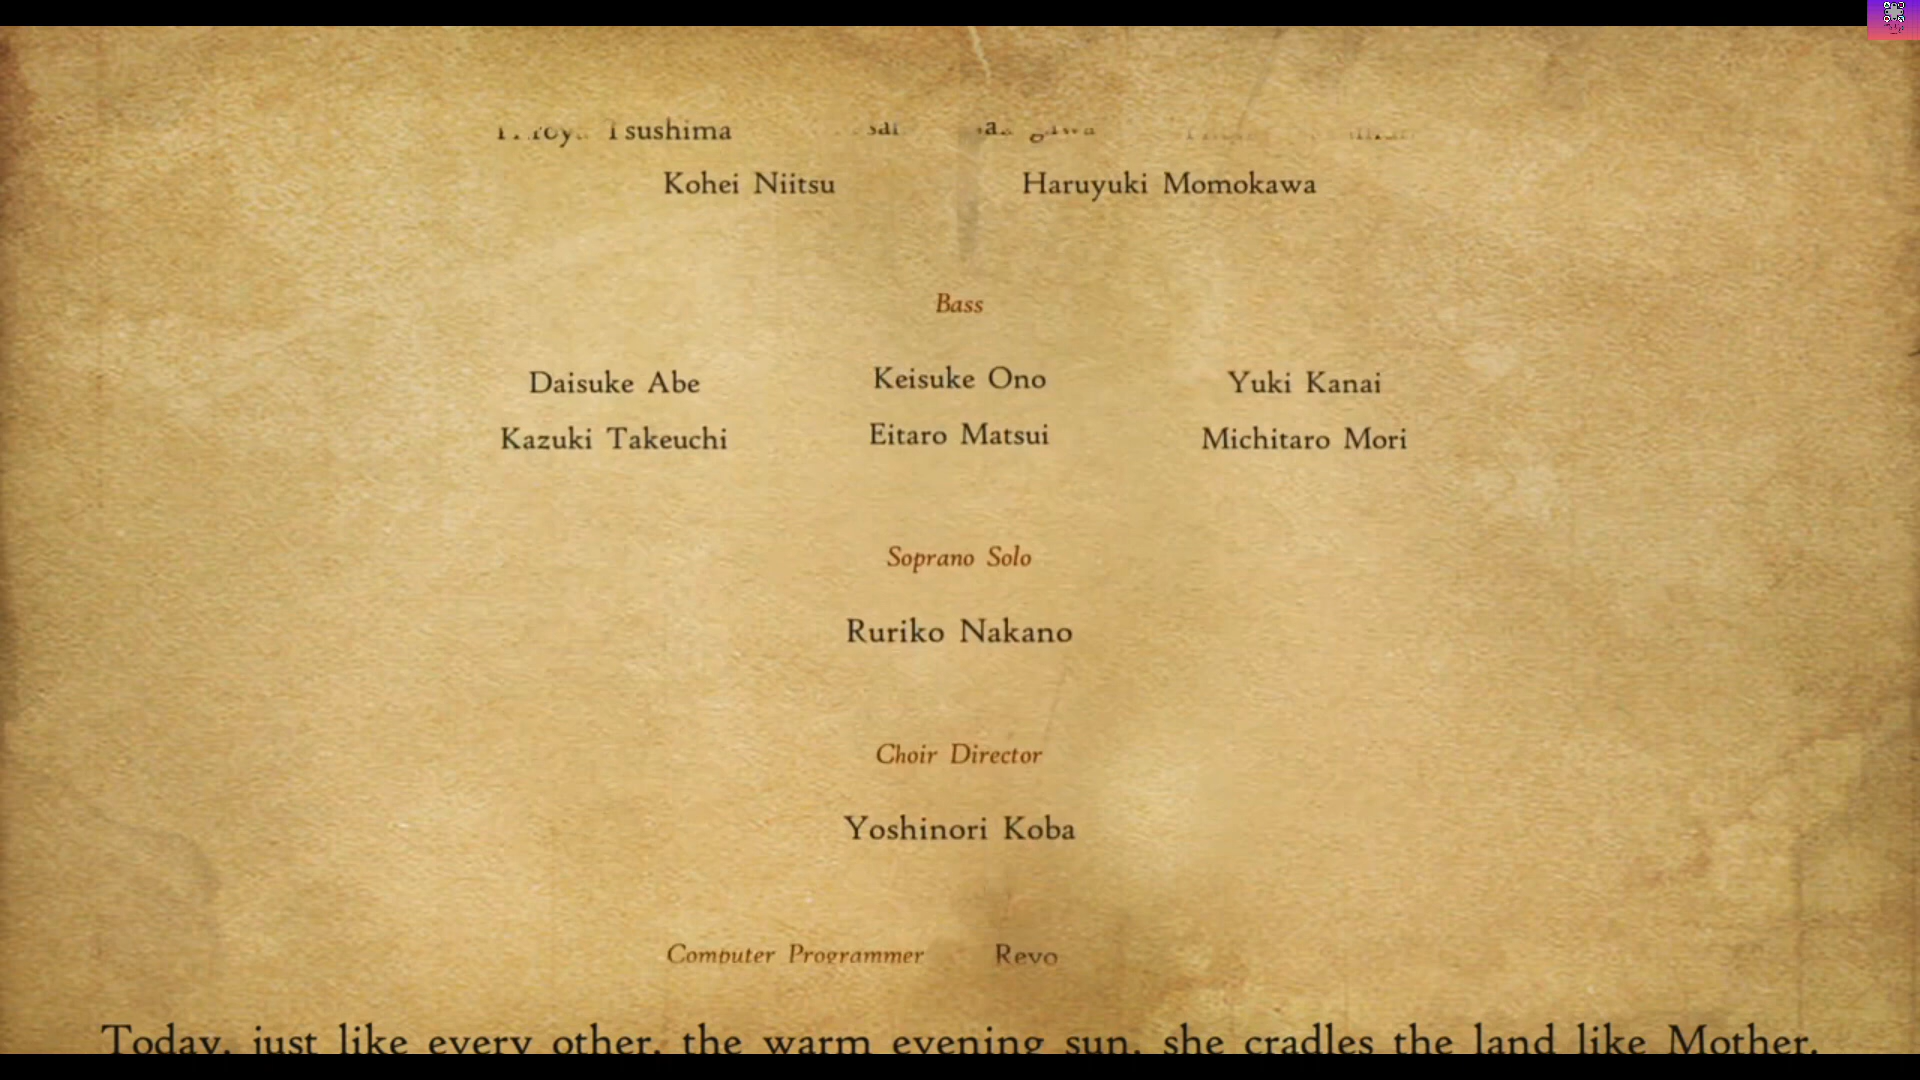 Tsushima
Kohei Niitsu Haruyuki Momokawa
Bass
Daisuke Abe Keisuke Ono Yuki Kanai
Kazuki Takeuchi Eitaro Matsui Michitaro Mori
Soprano Solo
Ruriko Nakano
Choir Director
Yoshinori Koba
Computer Programmer Revo
Today, just like every other, the warm evening sun, she cradles the land like Mother.